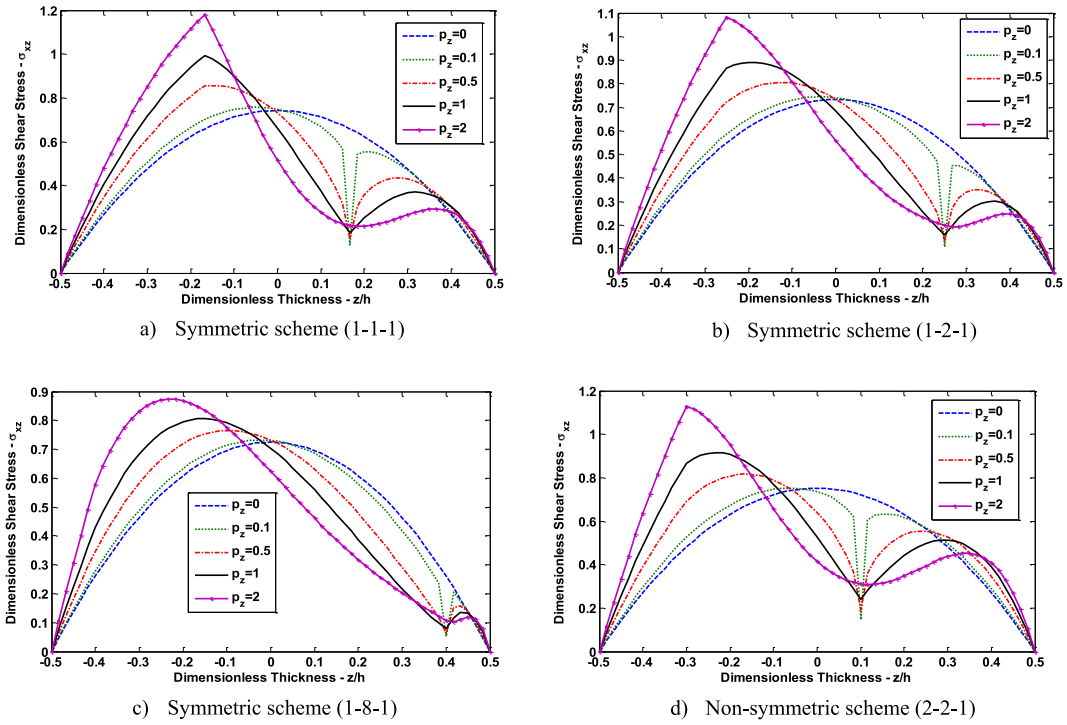 1.2
1
0.8
0.6
0.4
0.2
0
Dimensionless Shear Stress - σxz
p_z=0
p_z=0.1
p_z=0.5
p_z=1
p_z=2
-0.5 -0.4 -0.3 -0.2 -0.1 0 0.1 0.2 0.3 0.4 0.5
Dimensionless Thickness - z/h
a) Symmetric scheme (1-1-1)
1.1
1
0.9
0.8
0.7
0.6
0.5
0.4
0.3
0.2
0.1
0
Dimensionless Shear Stress - σxz
p_z=0
p_z=0.1
p_z=0.5
p_z=1
p_z=2
-0.5 -0.4 -0.3 -0.2 -0.1 0 0.1 0.2 0.3 0.4 0.5
Dimensionless Thickness - z/h
b) Symmetric scheme (1-2-1)
0.9
0.8
0.7
0.6
0.5
0.4
0.3
0.2
0.1
0
Dimensionless Shear Stress - σxz
p_z=0
p_z=0.1
p_z=0.5
p_z=1
p_z=2
-0.5 -0.4 -0.3 -0.2 -0.1 0 0.1 0.2 0.3 0.4 0.5
Dimensionless Thickness - z/h
c) Symmetric scheme (1-8-1)
1.2
1
0.8
0.6
0.4
0.2
0
Dimensionless Shear Stress - σxz
p_z=0
p_z=0.1
p_z=0.5
p_z=1
p_z=2
-0.5 -0.4 -0.3 -0.2 -0.1 0 0.1 0.2 0.3 0.4 0.5
Dimensionless Thickness - z/h
d) Non-symmetric scheme (2-2-1)